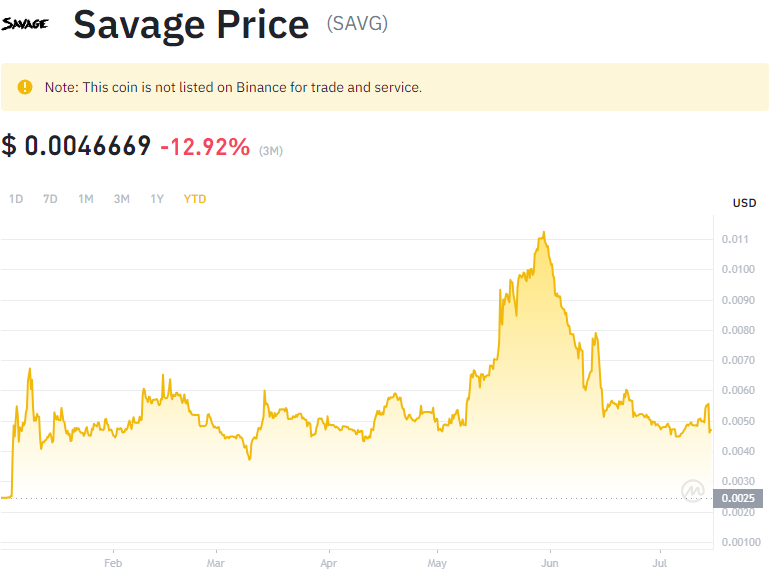 SAVAGE
Savage Price (SAVG)
Note: This coin is not listed on Binance for trade and service.
$ 0.0046669 -12.92% (3M)
1D 7D 1M 3M 1Y YTD
USD
0.011
0.0100
0.0090
0.0080
0.0070
0.0060
0.0050
0.0040
0.0030
0.0025
0.0020
0.00100
Feb Mar Apr May Jun Jul